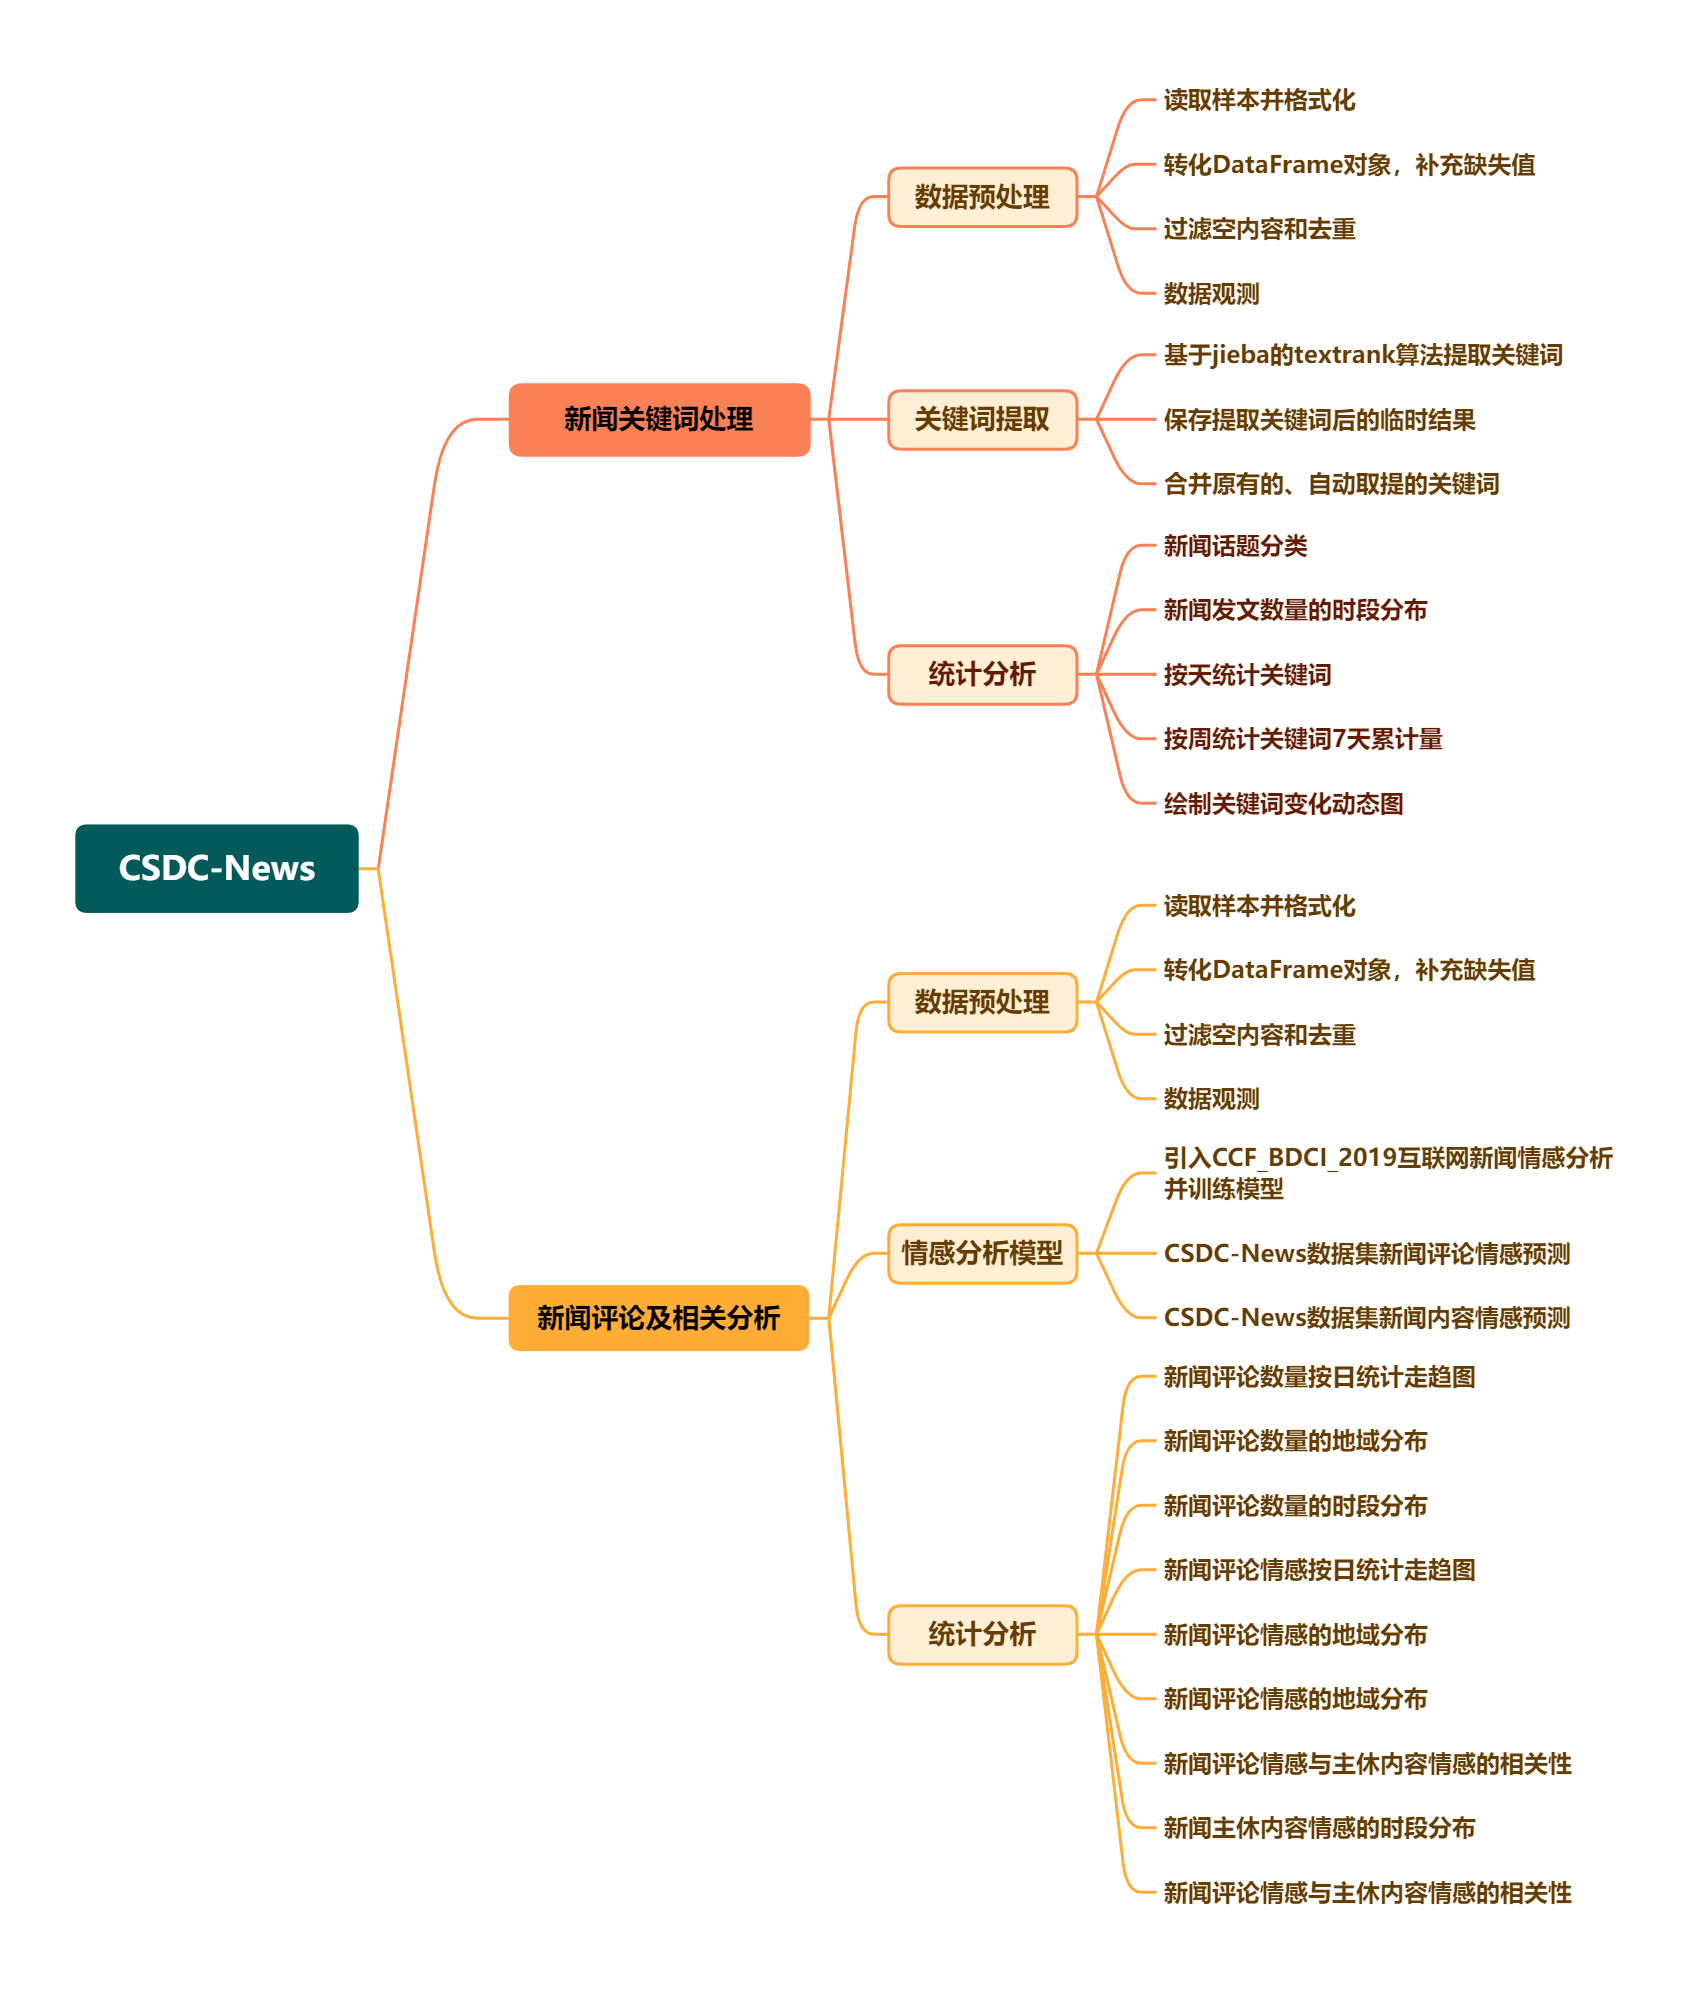 CSDC-News
新闻关键词处理
数据预处理
读取样本并格式化
转化DataFrame对象，补充缺失值
过滤空内容和去重
数据观测
关键词提取
基于jieba的textrank算法提取关键词
保存提取关键词后的临时结果
合并原有的、自动取提的关键词
统计分析
新闻话题分类
新闻发文数量的时段分布
按天统计关键词
按周统计关键词7天累计量
绘制关键词变化动态图
新闻评论及相关分析
数据预处理
读取样本并格式化
转化DataFrame对象，补充缺失值
过滤空内容和去重
数据观测
情感分析模型
引入CCF_BDCI_2019互联网新闻情感分析
并训练模型
CSDC-News数据集新闻评论情感预测
CSDC-News数据集新闻内容情感预测
统计分析
新闻评论数量按日统计走趋图
新闻评论数量的地域分布
新闻评论数量的时段分布
新闻评论情感按日统计走趋图
新闻评论情感的地域分布
新闻评论情感的地域分布
新闻评论情感与主休内容情感的相关性
新闻主休内容情感的时段分布
新闻评论情感与主休内容情感的相关性